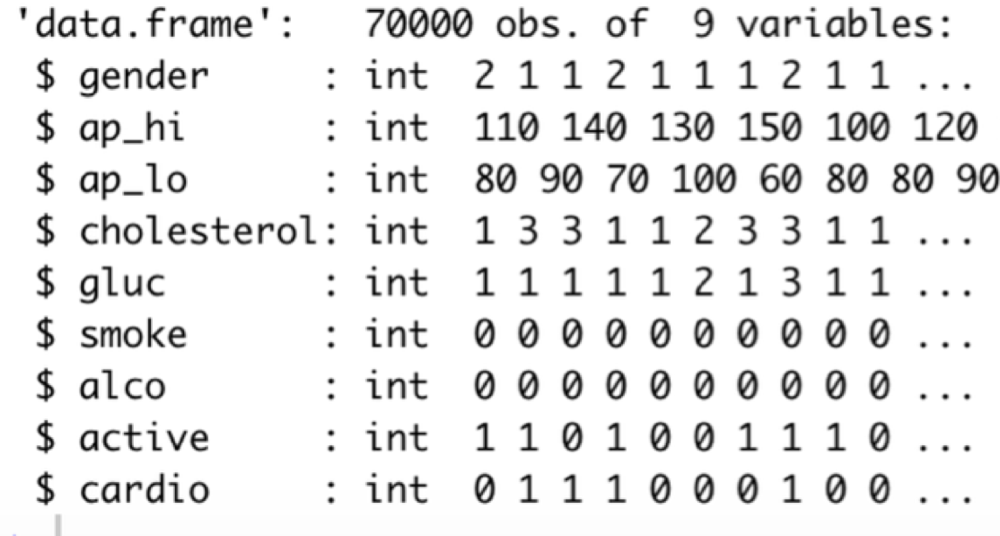 'data.frame':   70000 obs. of  9 variables:
 $ gender     : int  2 1 1 2 1 1 1 2 1 1 ...
 $ ap_hi      : int  110 140 130 150 100 120
 $ ap_lo      : int  80 90 70 100 60 80 80 90
 $ cholesterol: int  1 3 3 1 1 2 3 3 1 1 ...
 $ gluc       : int  1 1 1 1 1 2 1 3 1 1 ...
 $ smoke      : int  0 0 0 0 0 0 0 0 0 0 ...
 $ alco       : int  0 0 0 0 0 0 0 0 0 0 ...
 $ active     : int  1 1 0 1 0 0 1 1 1 0 ...
 $ cardio     : int  0 1 1 1 0 0 0 1 0 0 ...